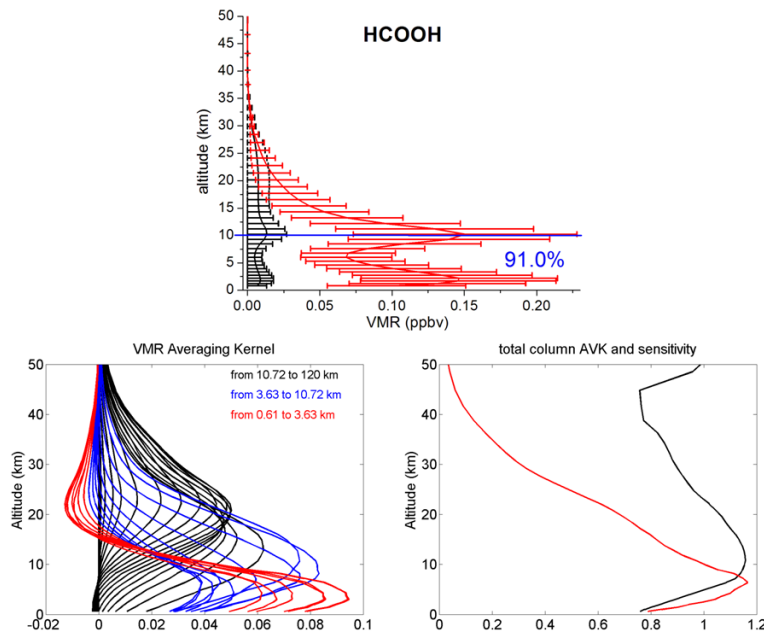 HCOOH
50
45
40
35
30
25
20
15
10
5
0
altitude (km)
91.0%
0.00 0.05 0.10 0.15 0.20
VMR (ppbv)
VMR Averaging Kernel
50
40
30
20
10
0
Altitude (km)
from 10.72 to 120 km
from 3.63 to 10.72 km
from 0.61 to 3.63 km
-0.02 0 0.02 0.04 0.06 0.08 0.1
total column AVK and sensitivity
50
40
30
20
10
0
Altitude (km)
0 0.2 0.4 0.6 0.8 1 1.2